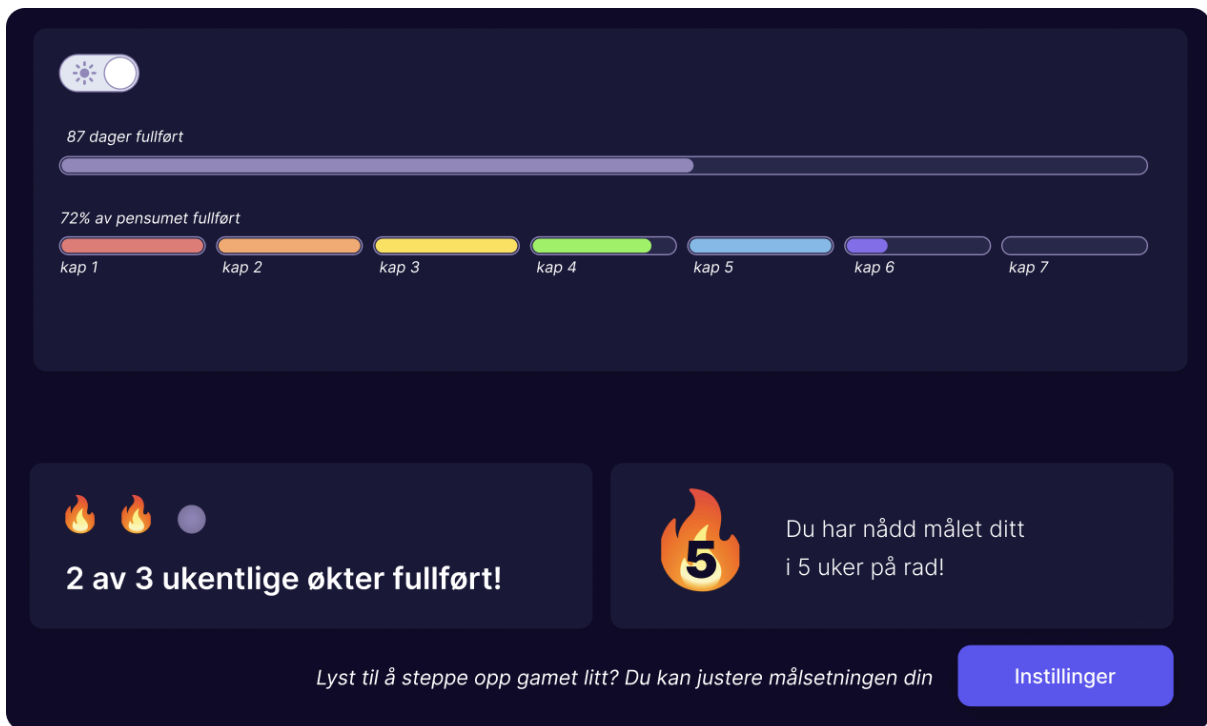 87 dager fullført
72% av pensumet fullført
kap 1
kap 2
kap 3
kap 4
kap 5
kap 6
kap 7
2 av 3 ukentlige økter fullført!
5
Du har nådd målet ditt
i 5 uker på rad!
Lyst til å steppe opp gamet litt? Du kan justere målsetningen din
Instillinger